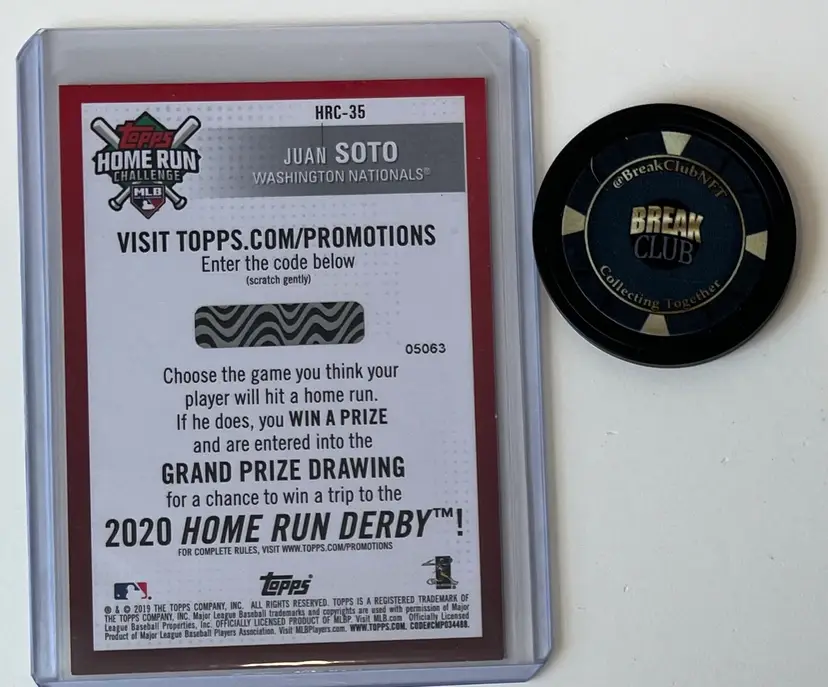 HRC-35
TOPPS
HOME RUN
CHALLENGE
MLB
JUAN SOTO
WASHINGTON NATIONALS®
VISIT TOPPS.COM/PROMOTIONS
Enter the code below
(scratch gently)
05063
Choose the game you think your
player will hit a home run.
If he does, you WIN A PRIZE
and are entered into the
GRAND PRIZE DRAWING
for a chance to win a trip to the
2020 HOME RUN DERBY™!
FOR COMPLETE RULES, VISIT WWW.TOPPS.COM/PROMOTIONS
Topps®
® & © 2019 THE TOPPS COMPANY, INC. ALL RIGHTS RESERVED. TOPPS IS A REGISTERED TRADEMARK OF
THE TOPPS COMPANY, INC. Major League Baseball trademarks and copyrights are used with permission of Major
League Baseball Properties, Inc. OFFICIALLY LICENSED PRODUCT OF MLBP. Visit MLB.com Officially Licensed
Product of Major League Baseball Players Association. Visit MLBPlayers.com. WWW.TOPPS.COM. CODE#CMP034488.
@BreakClubNFT
BREAK
CLUB
Collecting Together